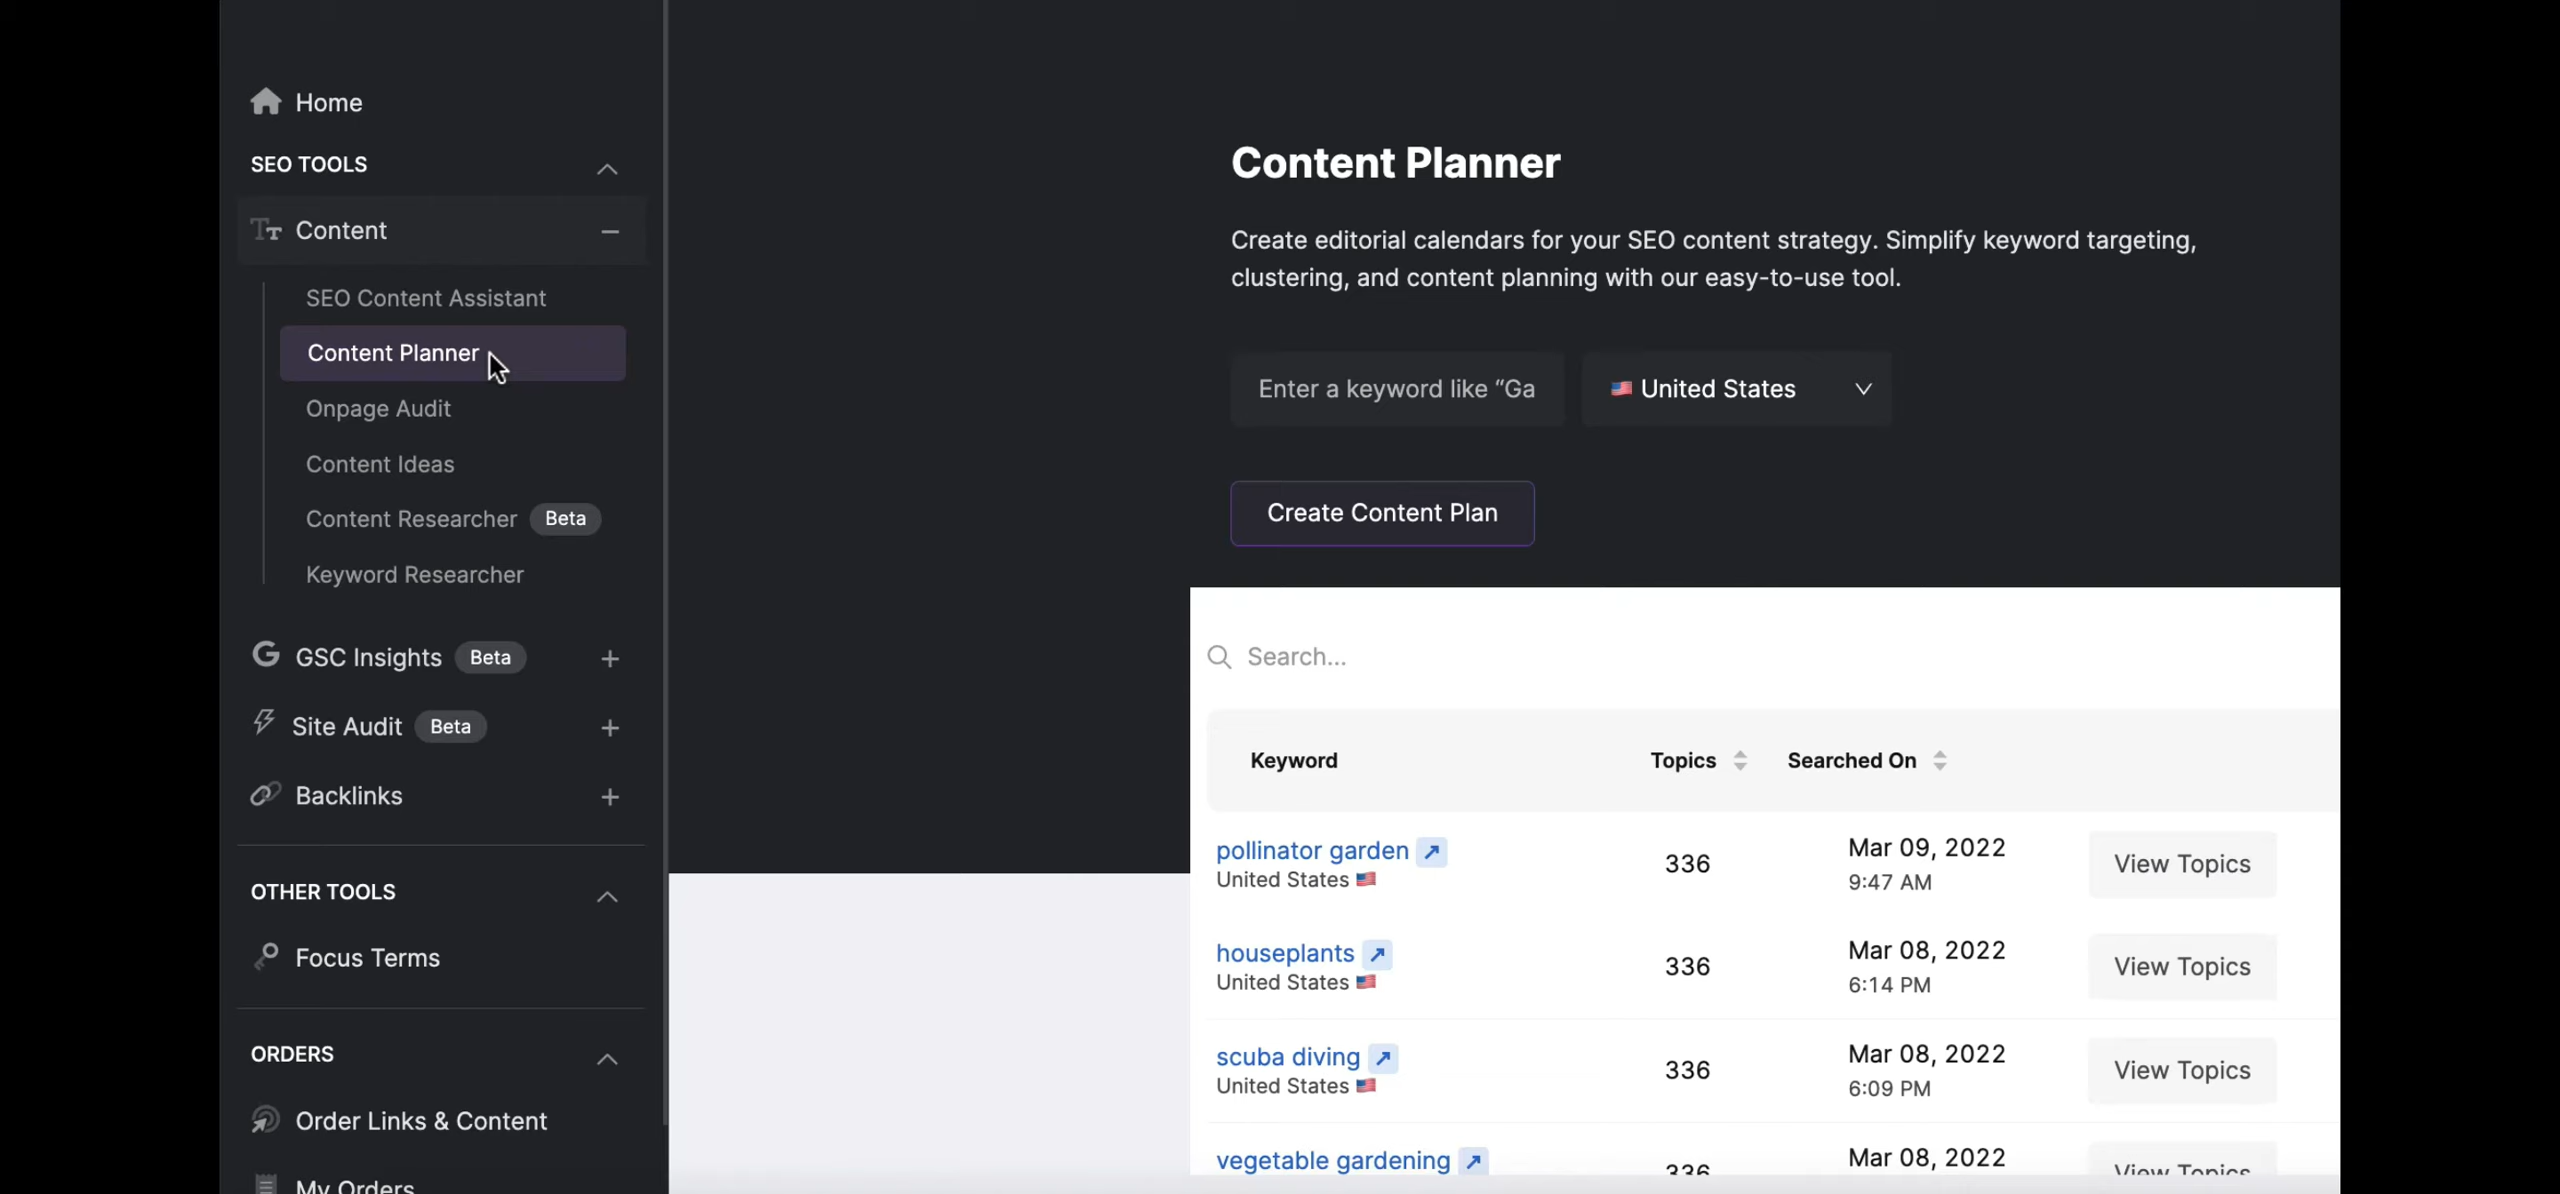 Home
SEO TOOLS
Content
SEO Content Assistant
Content Planner
Onpage Audit
Content Ideas
Content Researcher Beta
Keyword Researcher
GSC Insights Beta
Site Audit Beta
Backlinks
OTHER TOOLS
Focus Terms
ORDERS
Order Links & Content
My Orders
Content Planner
Create editorial calendars for your SEO content strategy. Simplify keyword targeting,
clustering, and content planning with our easy-to-use tool.
Enter a keyword like “Ga
United States
Create Content Plan
Search...
Keyword Topics Searched On
pollinator garden 336 Mar 09, 2022 View Topics
United States 9:47 AM
houseplants 336 Mar 08, 2022 View Topics
United States 6:14 PM
scuba diving 336 Mar 08, 2022 View Topics
United States 6:09 PM
vegetable gardening 336 Mar 08, 2022 View Topics